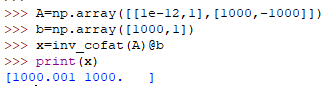 >>> A=np.array([[1e-12,1],[1000,-1000]])
>>> b=np.array([1000,1])
>>> x=inv_cofat(A)@b
>>> print(x)
[1000.001 1000.   ]